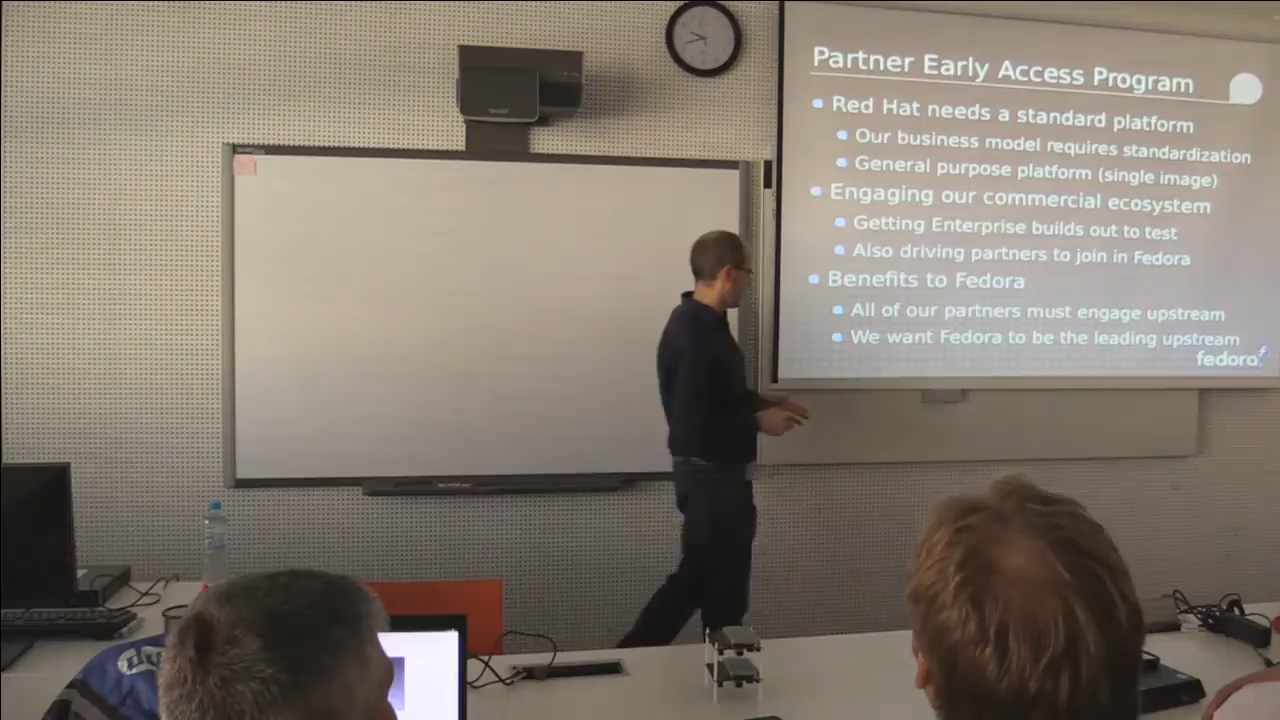 Partner Early Access Program
Red Hat needs a standard platform
Our business model requires standardization
General purpose platform (single image)
Engaging our commercial ecosystem
Getting Enterprise builds out to test
Also driving partners to join in Fedora
Benefits to Fedora
All of our partners must engage upstream
We want Fedora to be the leading upstream
fedora